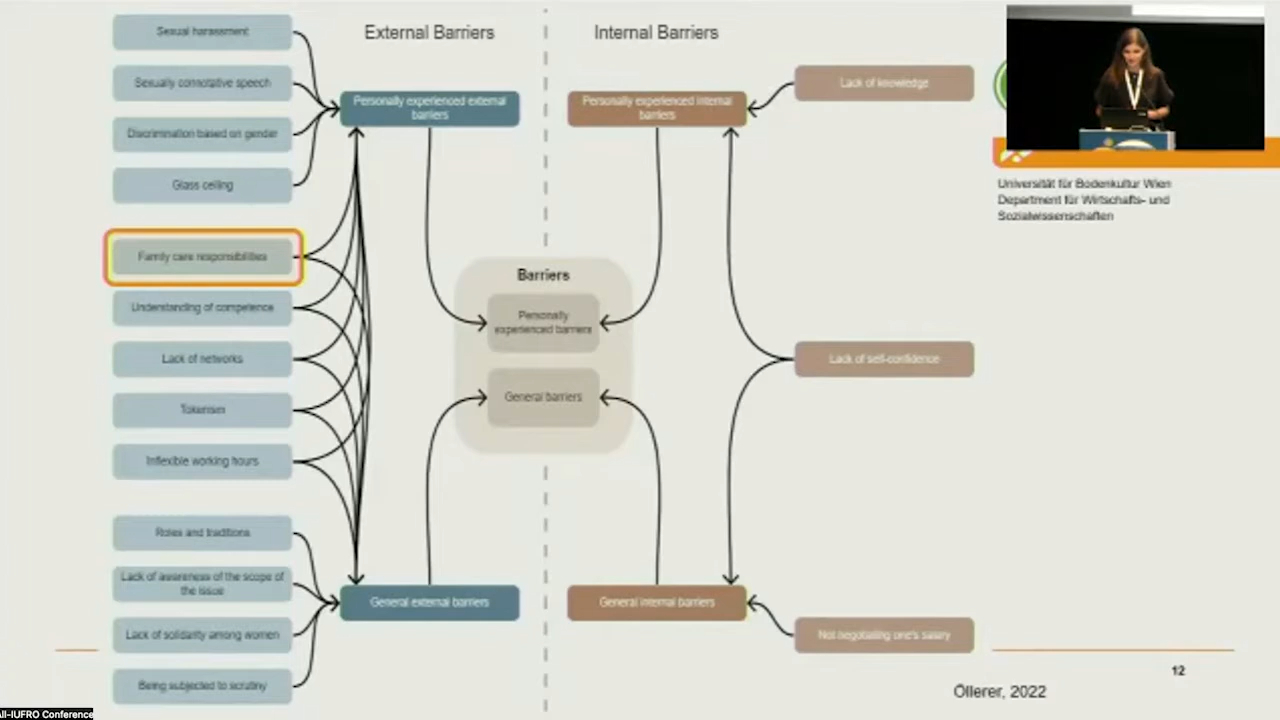 External Barriers
Internal Barriers
Sexual harassment
Sexually connotative speech
Discrimination based on gender
Glass ceiling
Family care responsibilities
Understanding of competence
Lack of networks
Tokenism
Inflexible working hours
Roles and traditions
Lack of awareness of the scope of
the issue
Lack of solidarity among women
Being subjected to scrutiny
Personally experienced external
barriers
General external barriers
Barriers
Personally
experienced barriers
General barriers
Personally experienced internal
barriers
General internal barriers
Lack of knowledge
Lack of self-confidence
Not negotiating one's salary
Universität für Bodenkultur Wien
Department für Wirtschafts- und
Sozialwissenschaften
12
Öllerer, 2022
All-IUFRO Conference